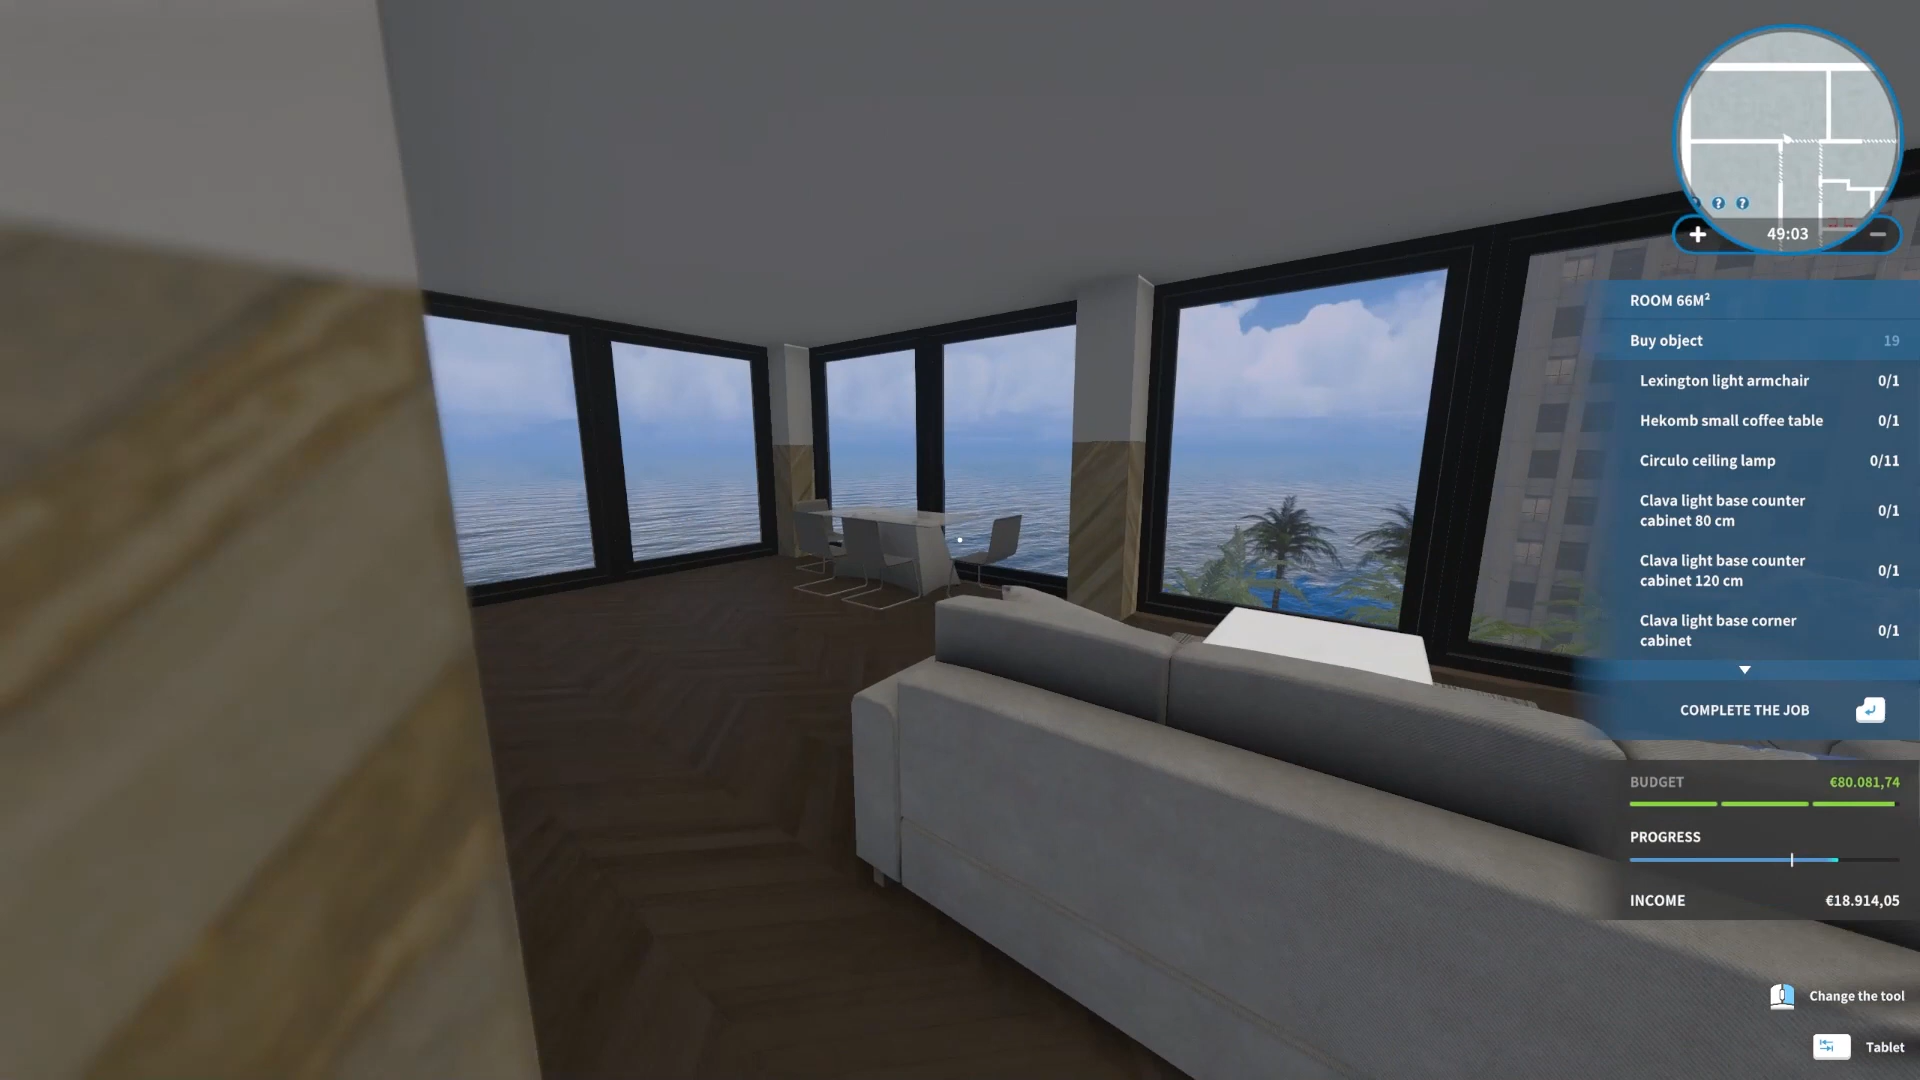 ? ?
49:03
ROOM 66M²
Buy object 19
Lexington light armchair 0/1
Hekomb small coffee table 0/1
Circulo ceiling lamp 0/11
Clava light base counter
cabinet 80 cm 0/1
Clava light base counter
cabinet 120 cm 0/1
Clava light base corner
cabinet 0/1
COMPLETE THE JOB
BUDGET €80.081,74
PROGRESS
INCOME €18.914,05
Change the tool
Tablet